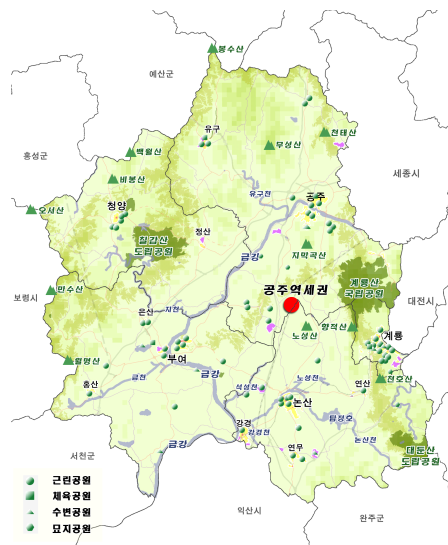 봉수산
예산군
유구
천태산
무성산
백월산
홍성군
세종시
비봉산
유구천
공주
청양
오서산
정산
칠갑산
도립공원
지막곡산
금강
계룡산
국립공원
만수산
보령시
공주역세권
대전시
은산
지천
노성산
향적산
계룡
부여
월명산
금강
천호산
금천
노성천
연산
홍산
석성천
논산
탑정호
강경
강경천
대둔산
도립공원
금강
연무
논산천
서천군
근린공원
체육공원
수변공원
묘지공원
익산시
완주군